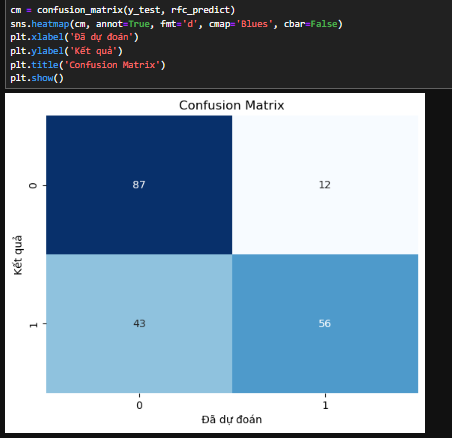 cm = confusion_matrix(y_test, rfc_predict)
sns.heatmap(cm, annot=True, fmt='d', cmap='Blues', cbar=False)
plt.xlabel('Đã dự đoán')
plt.ylabel('Kết quả')
plt.title('Confusion Matrix')
plt.show()
Confusion Matrix
0
87
12
Kết quả
1
43
56
0
1
Đã dự đoán